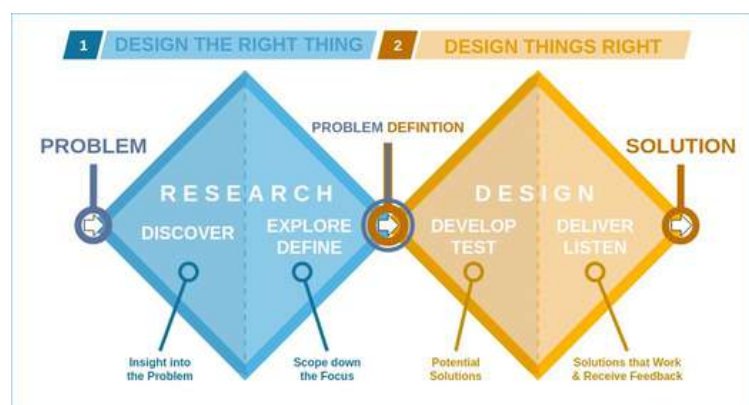 1 DESIGN THE RIGHT THING
2 DESIGN THINGS RIGHT
PROBLEM
PROBLEM DEFINTION
SOLUTION
RESEARCH
DESIGN
DISCOVER
EXPLORE
DEFINE
DEVELOP
TEST
DELIVER
LISTEN
Insight into
the Problem
Scope down
the Focus
Potential
Solutions
Solutions that Work
& Receive Feedback